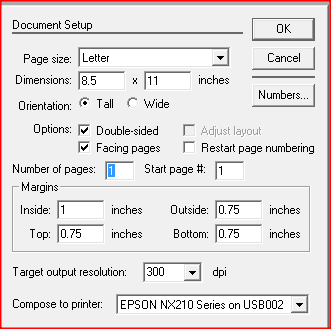 Document Setup
OK
Page size: Letter
Cancel
Dimensions: 8.5 x 11 inches
Numbers...
Orientation: Tall Wide
Options: Double-sided Adjust layout
Facing pages Restart page numbering
Number of pages: 1 Start page #: 1
Margins
Inside: 1 inches Outside: 0.75 inches
Top: 0.75 inches Bottom: 0.75 inches
Target output resolution: 300 dpi
Compose to printer: EPSON NX210 Series on USB002